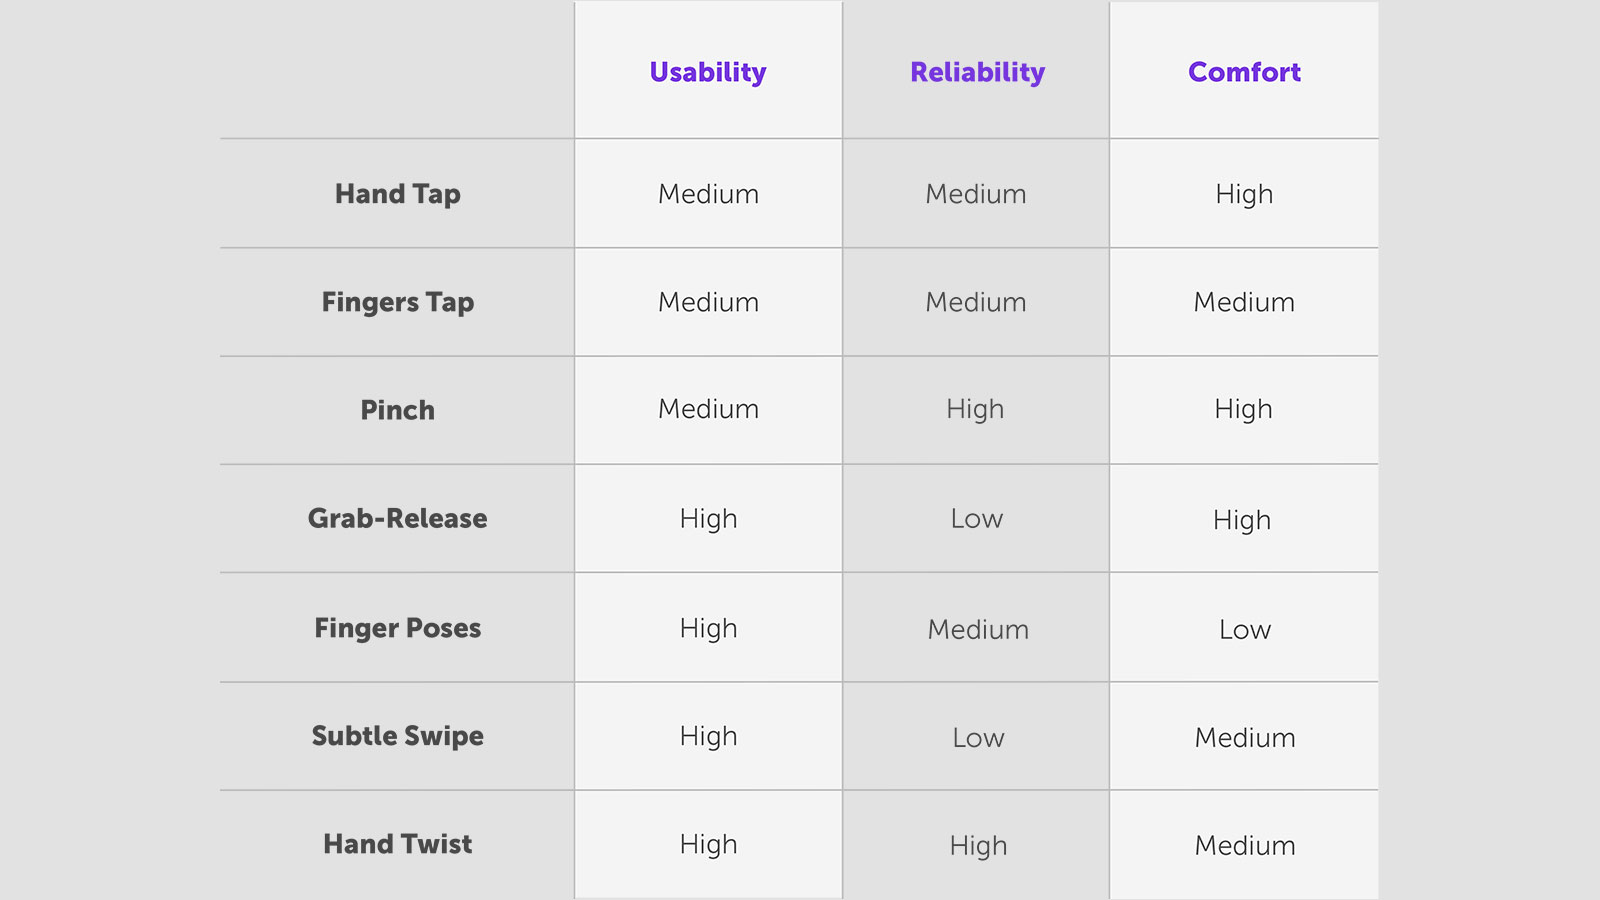 Usability Reliability Comfort
Hand Tap Medium Medium High
Fingers Tap Medium Medium Medium
Pinch Medium High High
Grab-Release High Low High
Finger Poses High Medium Low
Subtle Swipe High Low Medium
Hand Twist High High Medium